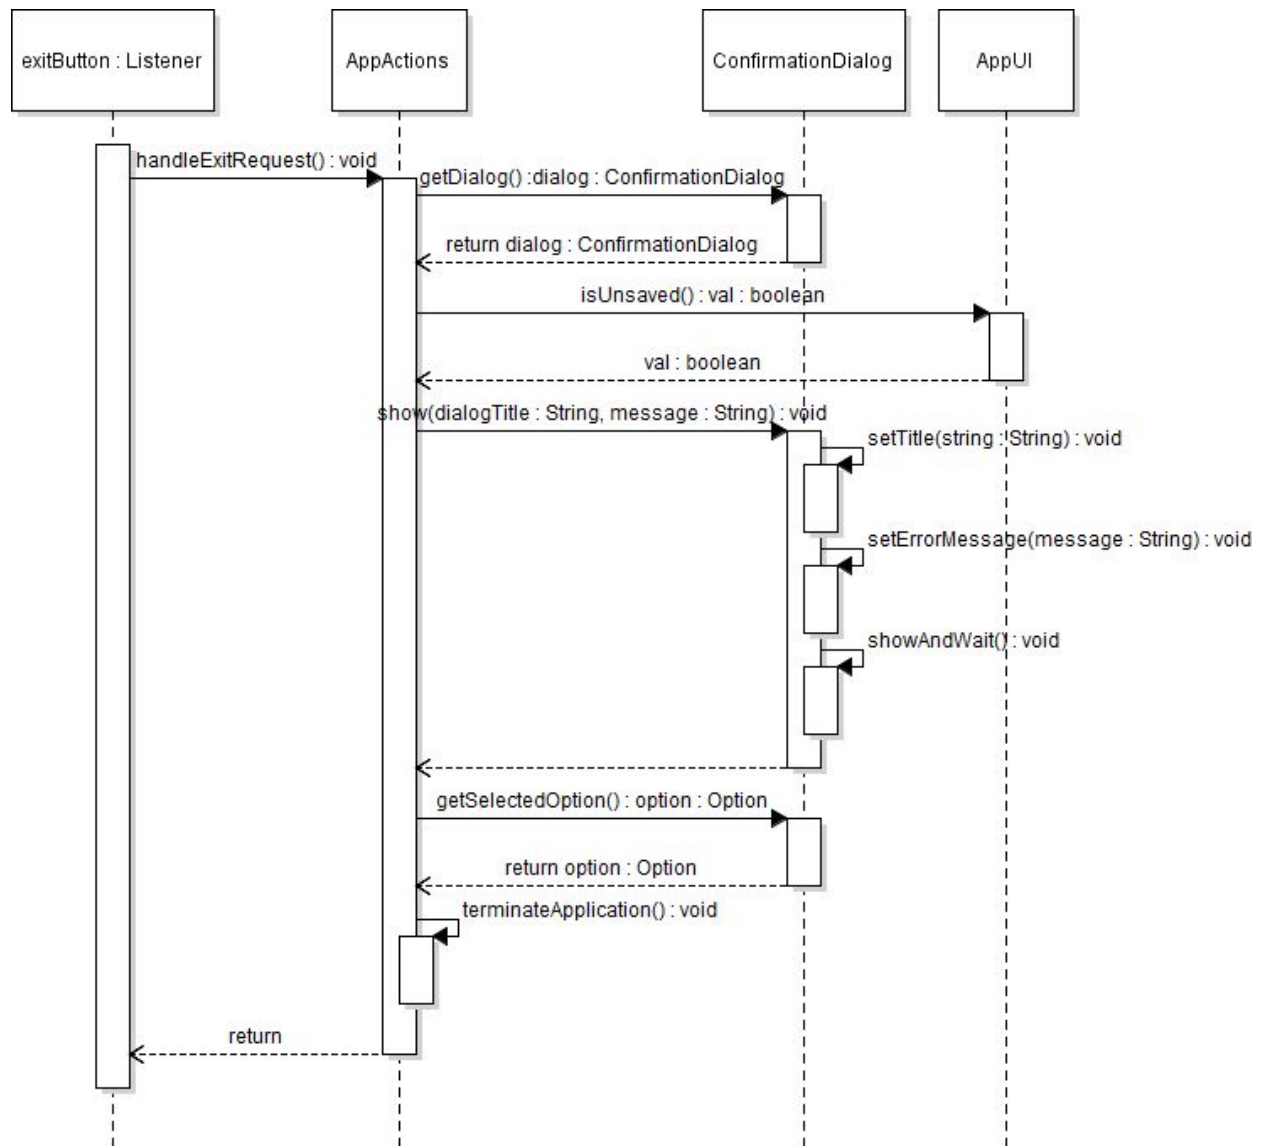 exitButton : Listener
AppActions
ConfirmationDialog
AppUI
handleExitRequest() : void
getDialog() :dialog : ConfirmationDialog
return dialog : ConfirmationDialog
isUnsaved() : val : boolean
val : boolean
show(dialogTitle : String, message : String) : void
setTitle(string : String) : void
setErrorMessage(message : String) : void
showAndWait() : void
getSelectedOption() : option : Option
return option : Option
terminateApplication() : void
return